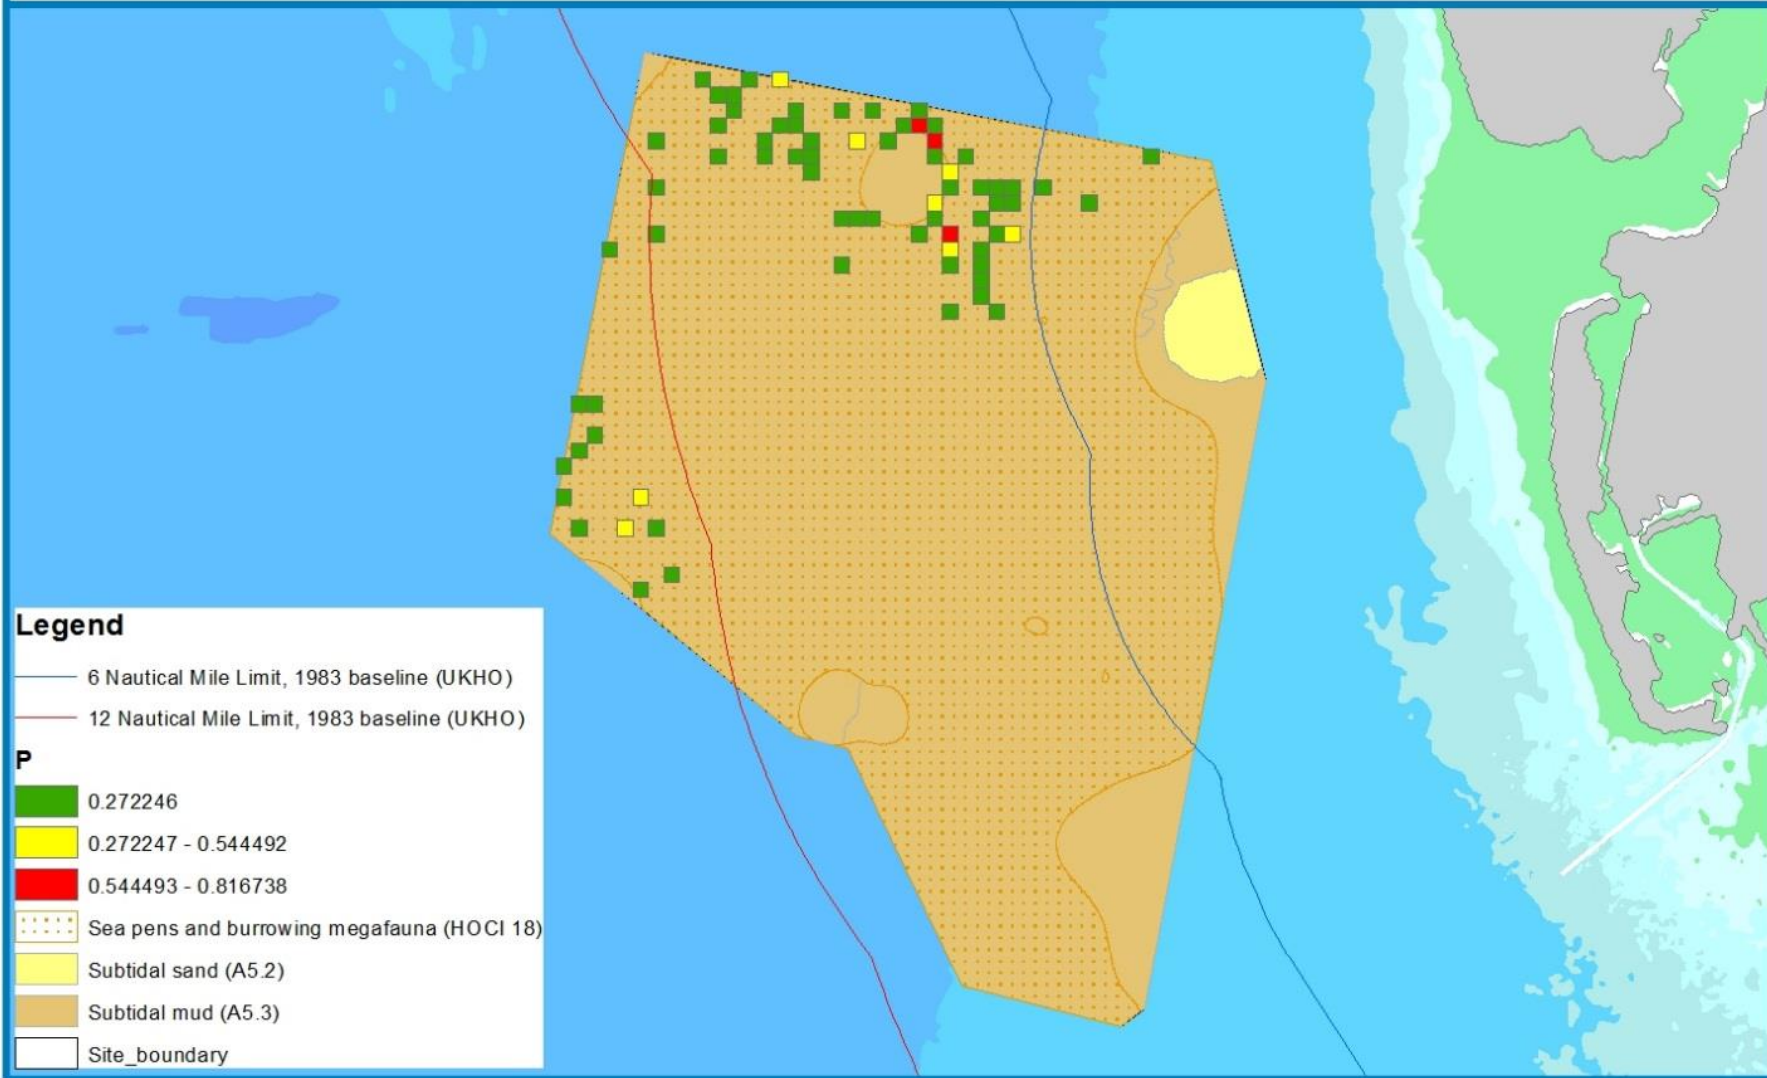 Legend
6 Nautical Mile Limit, 1983 baseline (UKHO)
12 Nautical Mile Limit, 1983 baseline (UKHO)
P
0.272246
0.272247 - 0.544492
0.544493 - 0.816738
Sea pens and burrowing megafauna (HOCI 18)
Subtidal sand (A5.2)
Subtidal mud (A5.3)
Site_boundary